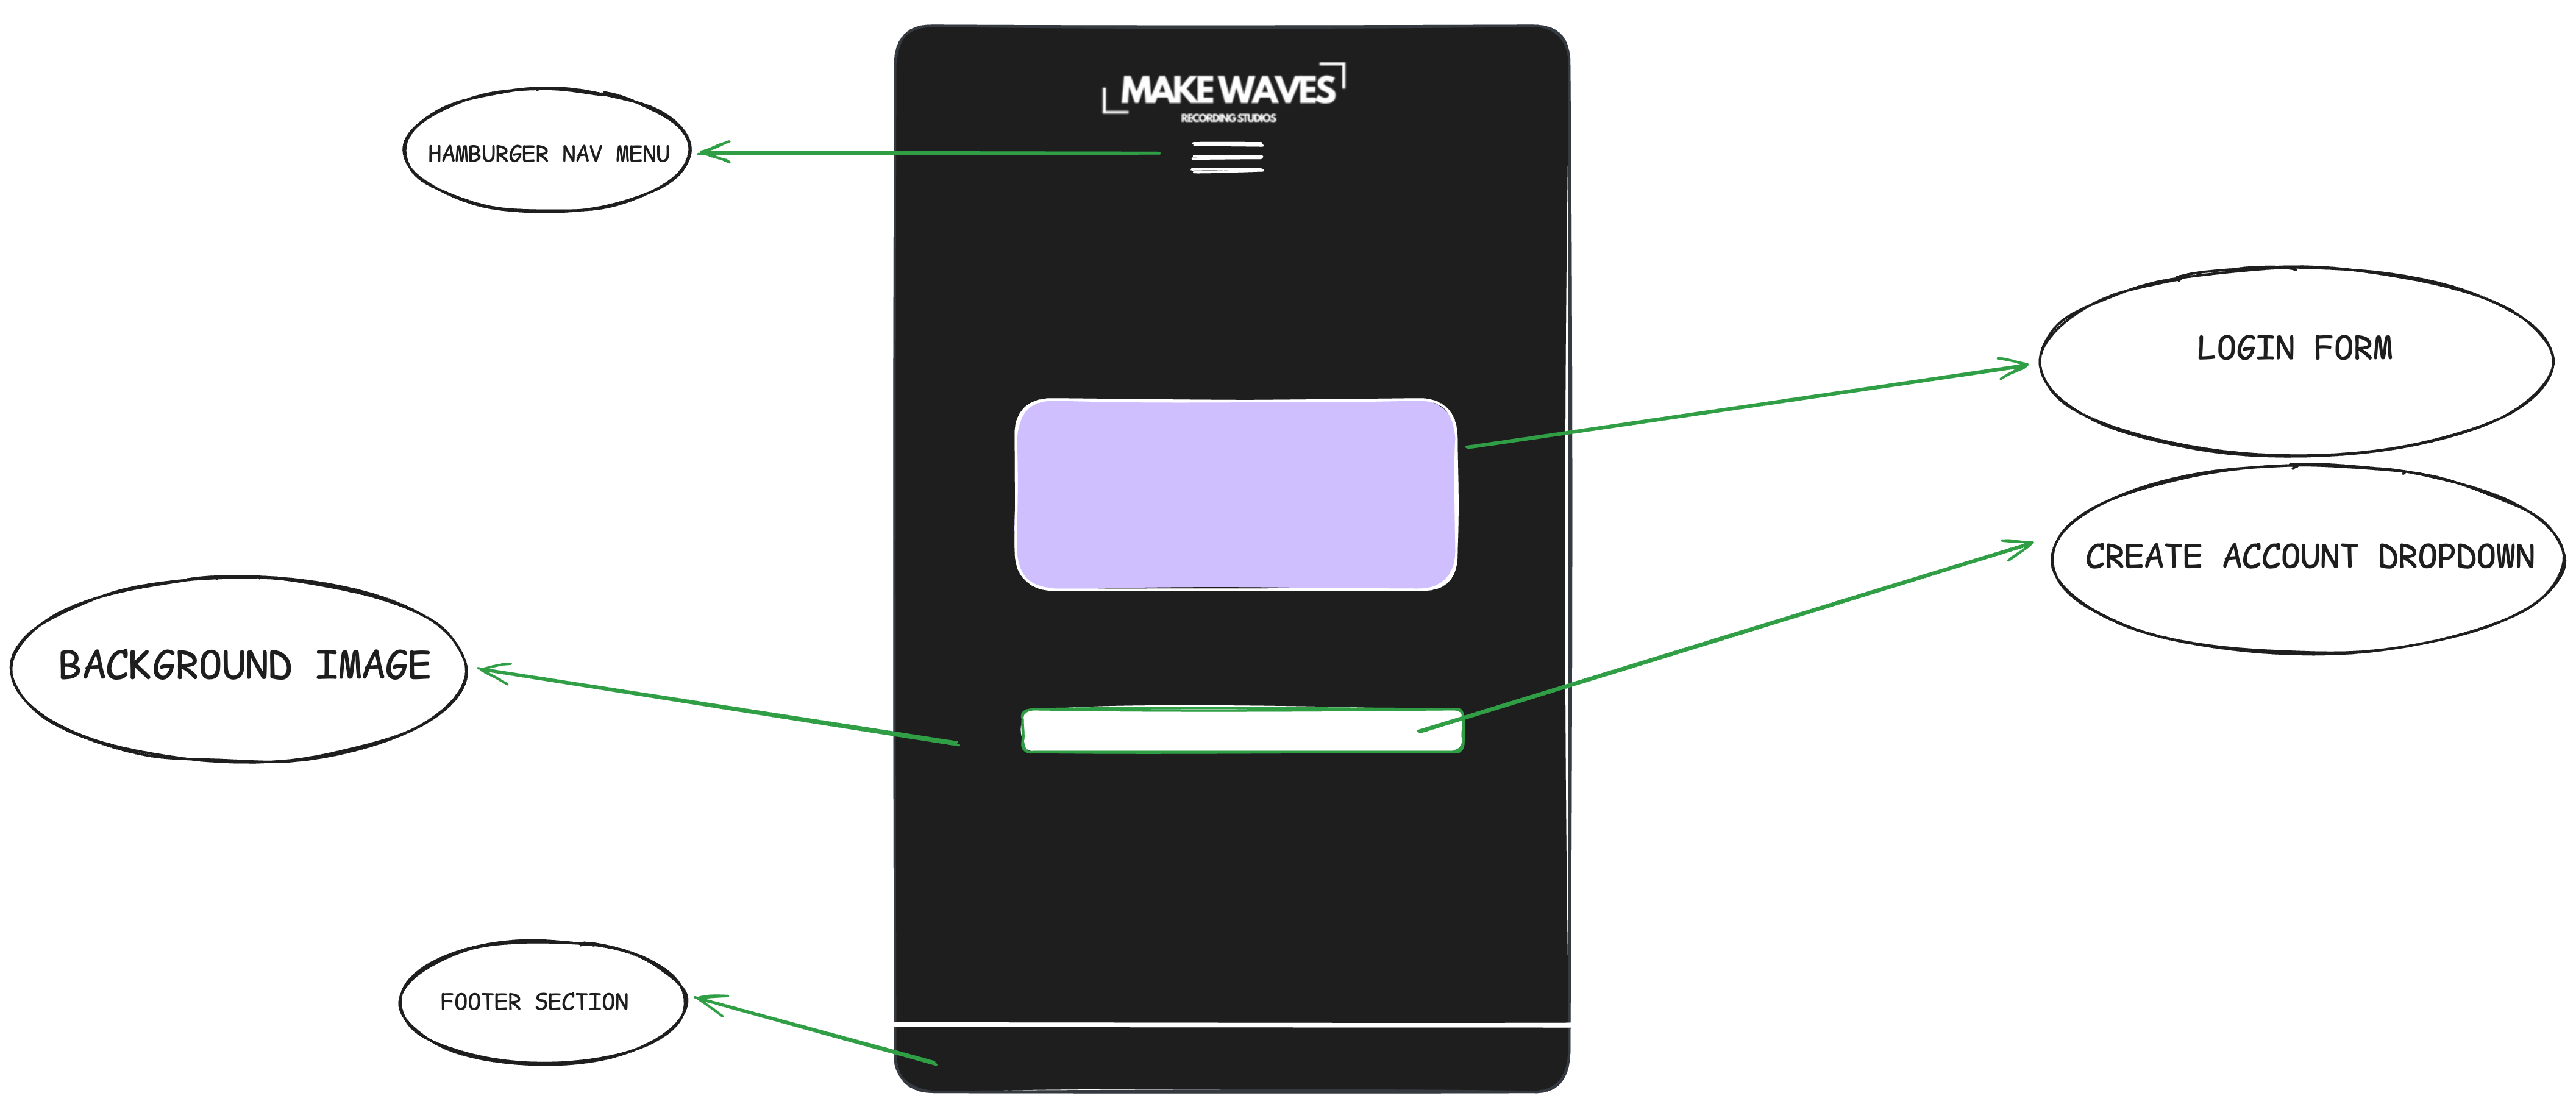 MAKE WAVES
RECORDING STUDIOS
HAMBURGER NAV MENU
LOGIN FORM
CREATE ACCOUNT DROPDOWN
BACKGROUND IMAGE
FOOTER SECTION